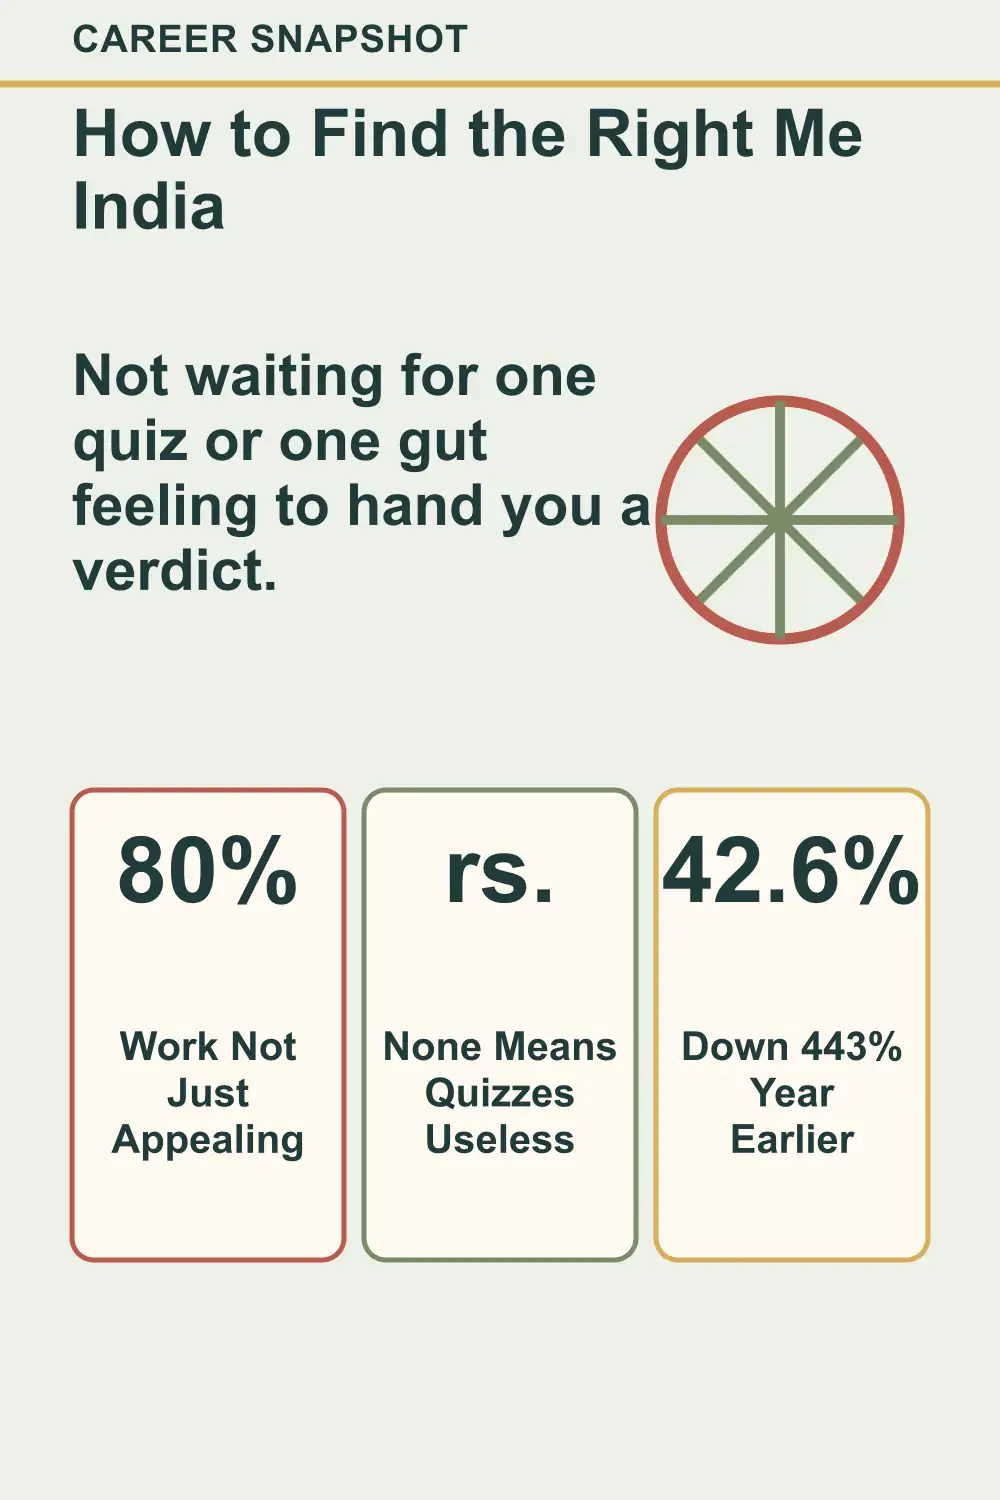 CAREER SNAPSHOT
How to Find the Right Me
India
Not waiting for one
quiz or one gut
feeling to hand you a
verdict.
80%
Work Not
Just
Appealing
rs.
None Means
Quizzes
Useless
42.6%
Down 443%
Year
Earlier